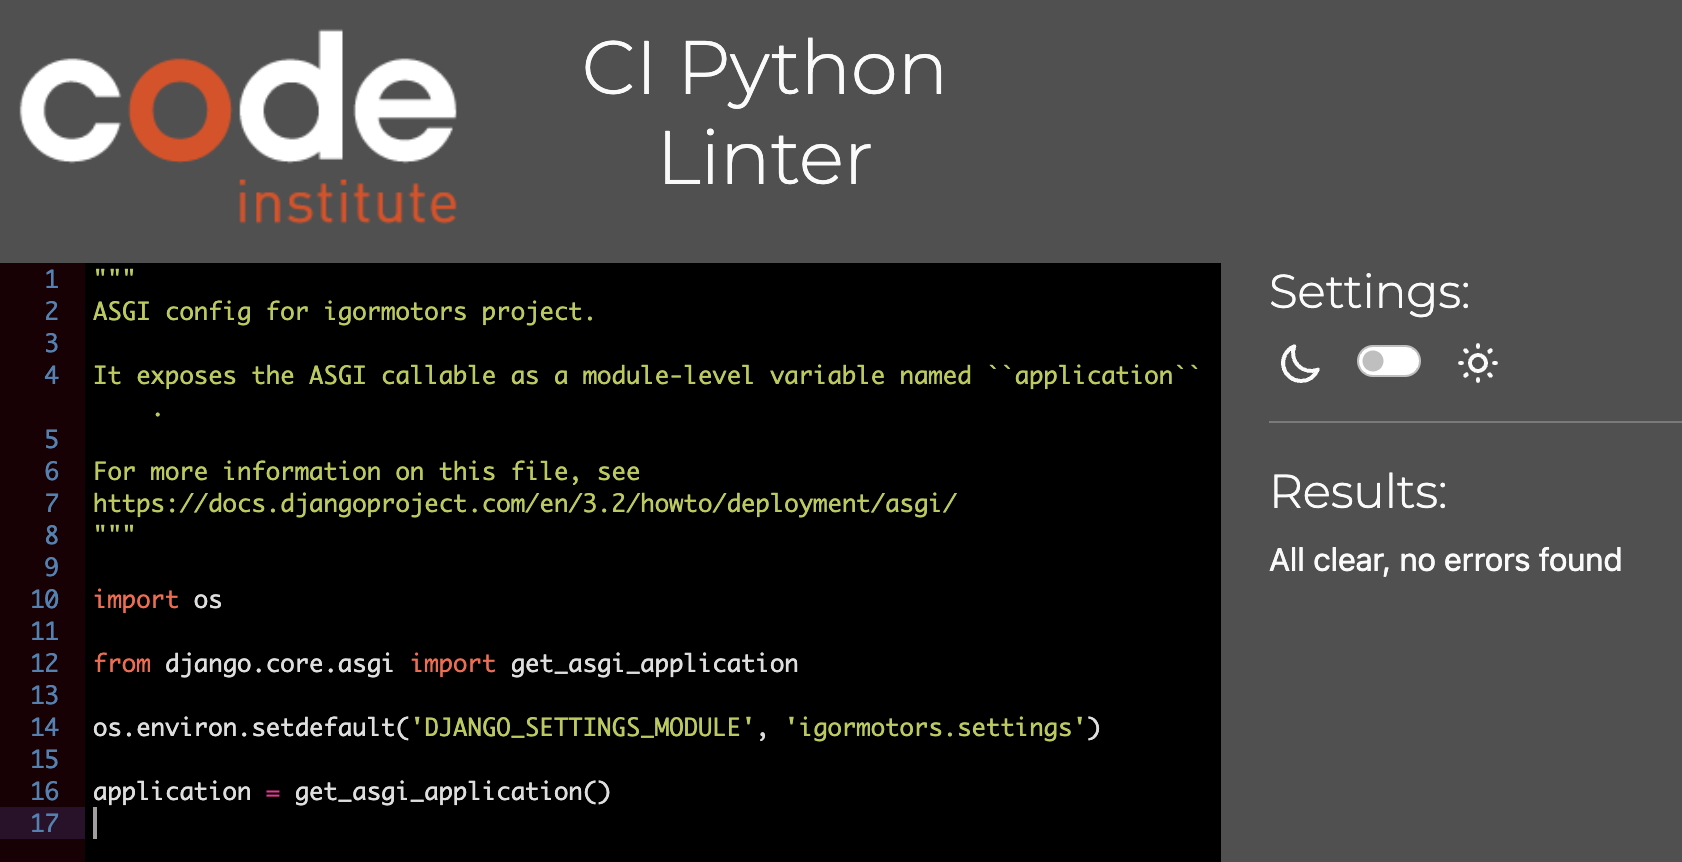 code
institute
CI Python
Linter
1 """
2 ASGI config for igormotors project.
3
4 It exposes the ASGI callable as a module-level variable named ``application``
.
5
6 For more information on this file, see
7 https://docs.djangoproject.com/en/3.2/howto/deployment/asgi/
8 """
9
10 import os
11
12 from django.core.asgi import get_asgi_application
13
14 os.environ.setdefault('DJANGO_SETTINGS_MODULE', 'igormotors.settings')
15
16 application = get_asgi_application()
17
Settings:
Results:
All clear, no errors found